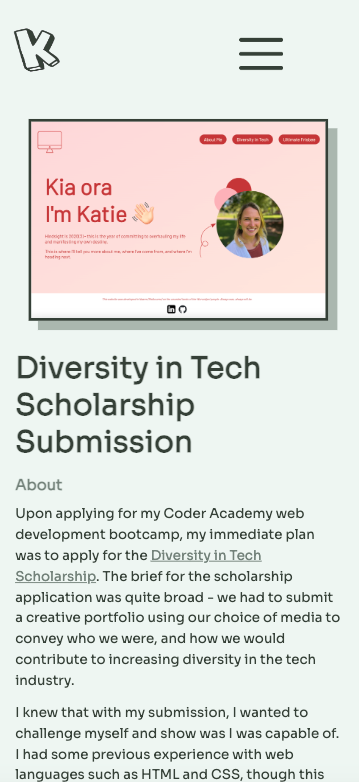 K
About Me
Diversity in Tech
Ultimate Frisbee
Kia ora
I'm Katie 👋🏻
in
Diversity in Tech
Scholarship
Submission
About
Upon applying for my Coder Academy web
development bootcamp, my immediate plan
was to apply for the Diversity in Tech
Scholarship. The brief for the scholarship
application was quite broad - we had to submit
a creative portfolio using our choice of media to
convey who we were, and how we would
contribute to increasing diversity in the tech
industry.
I knew that with my submission, I wanted to
challenge myself and show was I was capable of.
I had some previous experience with web
languages such as HTML and CSS, though this